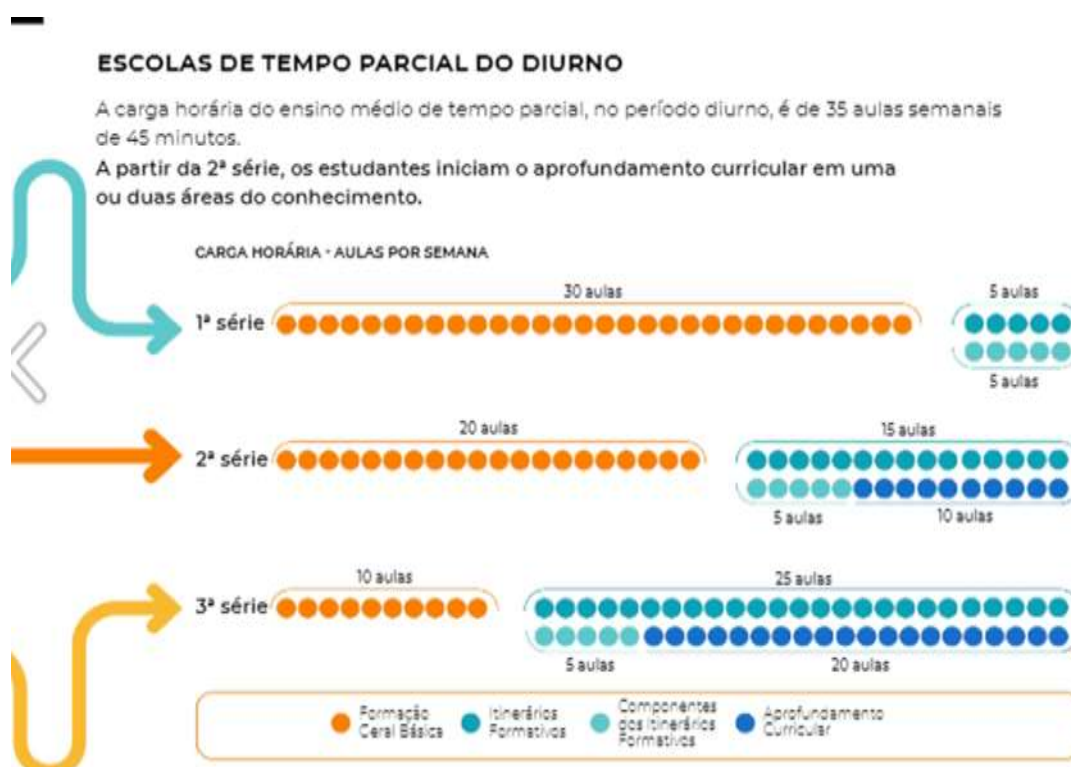 ESCOLAS DE TEMPO PARCIAL DO DIURNO
A carga horária do ensino médio de tempo parcial, no período diurno, é de 35 aulas semanais
de 45 minutos.
A partir da 2ª série, os estudantes iniciam o aprofundamento curricular em uma
ou duas áreas do conhecimento.
CARGA HORÁRIA - AULAS POR SEMANA
30 aulas
5 aulas
1ª série
5 aulas
20 aulas
15 aulas
2ª série
5 aulas
10 aulas
10 aulas
25 aulas
3ª série
5 aulas
20 aulas
Formação
Geral Básica
Itinerários
Formativos
Componentes
dos Itinerários
Formativos
Aprofundamento
Curricular